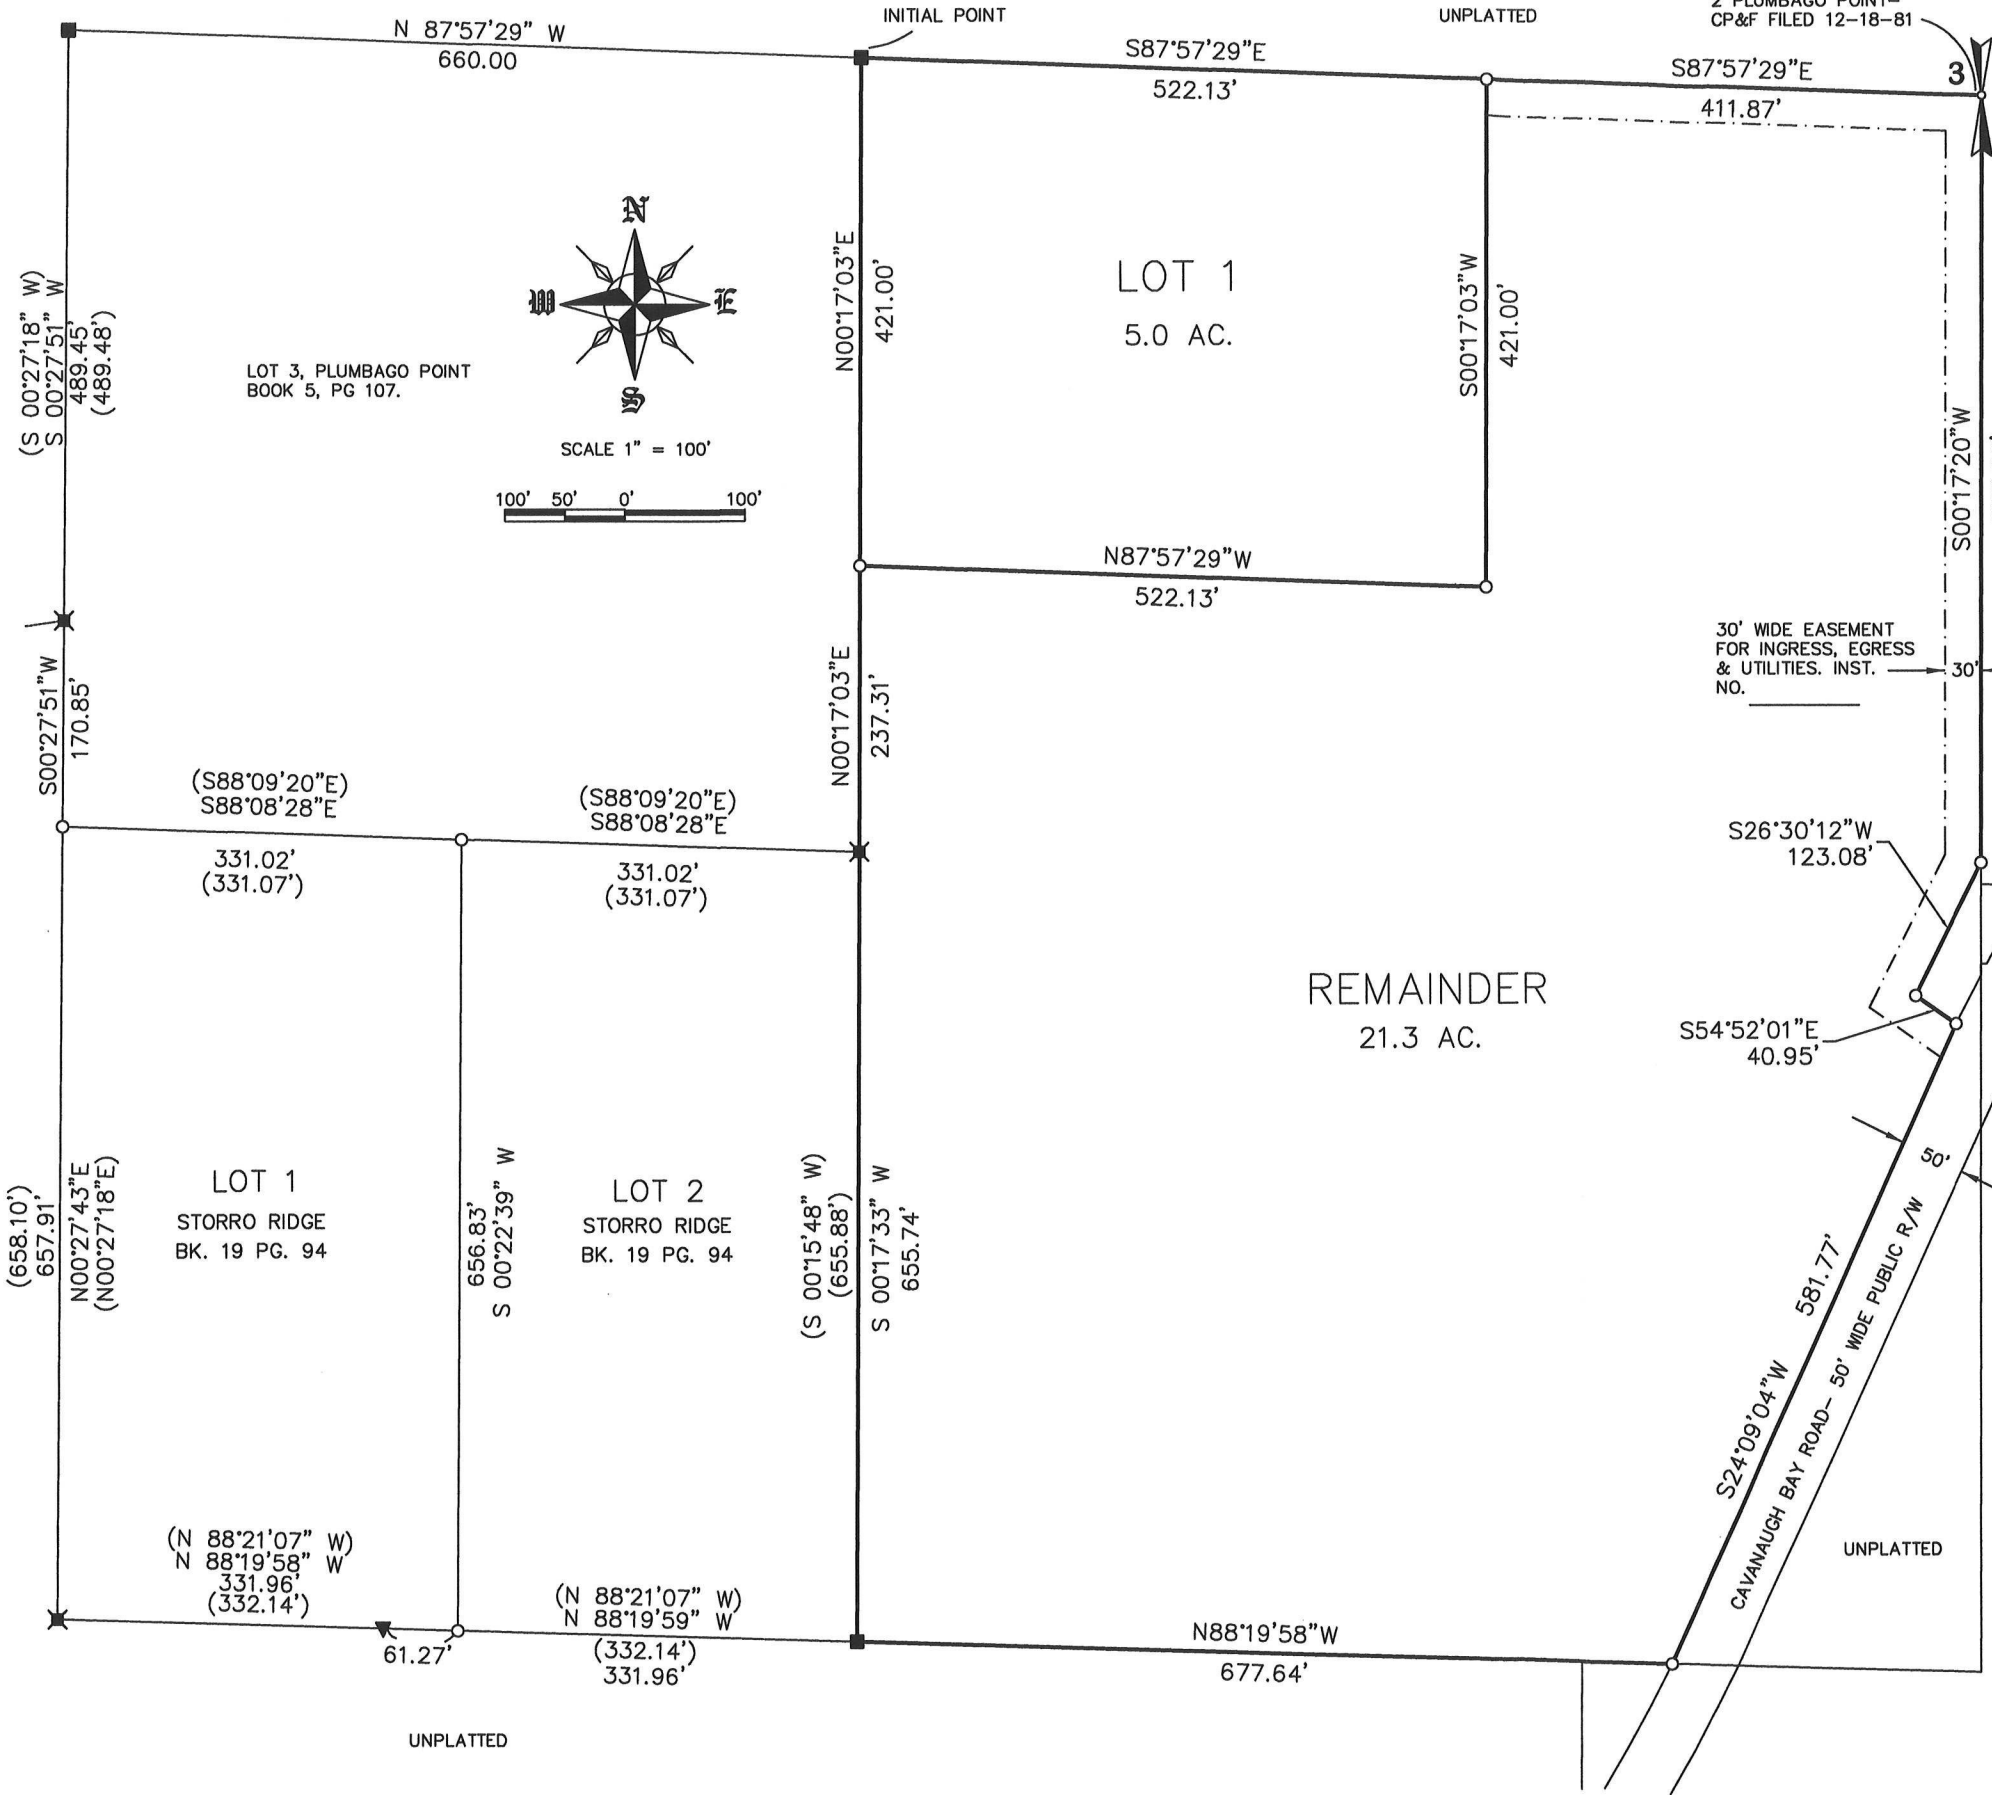 INITIAL POINT
UNPLATTED
CP&F FILED 12-18-81
N 87°57'29" W
660.00
S87°57'29"E
522.13'
S87°57'29"E
411.87'
3
N
W
E
S
SCALE 1" = 100'
100' 50' 0' 100'
LOT 3, PLUMBAGO POINT
BOOK 5, PG 107.
(S 00°27'18" W)
S 00°27'51" W
489.45'
(489.48')
N00°17'03"E
421.00'
LOT 1
5.0 AC.
S00°17'03"W
421.00'
S00°17'20"W
N87°57'29"W
522.13'
30' WIDE EASEMENT
FOR INGRESS, EGRESS
& UTILITIES. INST.
NO.
30'
S00°27'51"W
170.85'
N00°17'03"E
237.31'
(S88°09'20"E)
S88°08'28"E
331.02'
(331.07')
(S88°09'20"E)
S88°08'28"E
331.02'
(331.07')
S26°30'12"W
123.08'
REMAINDER
21.3 AC.
S54°52'01"E
40.95'
(658.10')
657.91'
N00°27'43"E
(N00°27'18"E)
LOT 1
STORRO RIDGE
BK. 19 PG. 94
656.83'
S 00°22'39" W
LOT 2
STORRO RIDGE
BK. 19 PG. 94
(S 00°15'48" W)
(655.88')
S 00°17'33" W
655.74'
50'
581.77'
S24°09'04"W
CAVANAUGH BAY ROAD- 50' WIDE PUBLIC R/W
UNPLATTED
(N 88°21'07" W)
N 88°19'58" W
331.96'
(332.14')
61.27'
(N 88°21'07" W)
N 88°19'59" W
(332.14')
331.96'
N88°19'58"W
677.64'
UNPLATTED